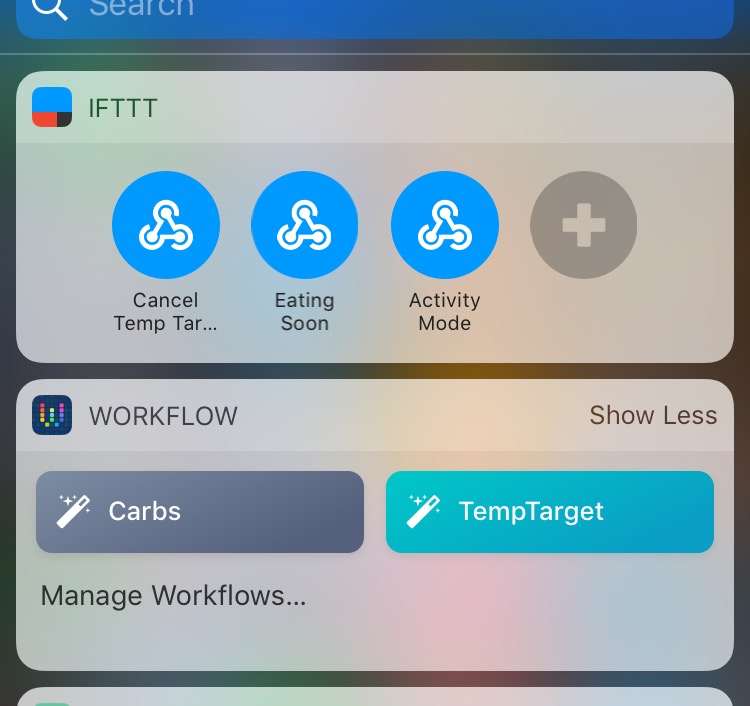 Search
IFTTT
Cancel
Temp Tar...
Eating
Soon
Activity
Mode
WORKFLOW
Show Less
Carbs
TempTarget
Manage Workflows...